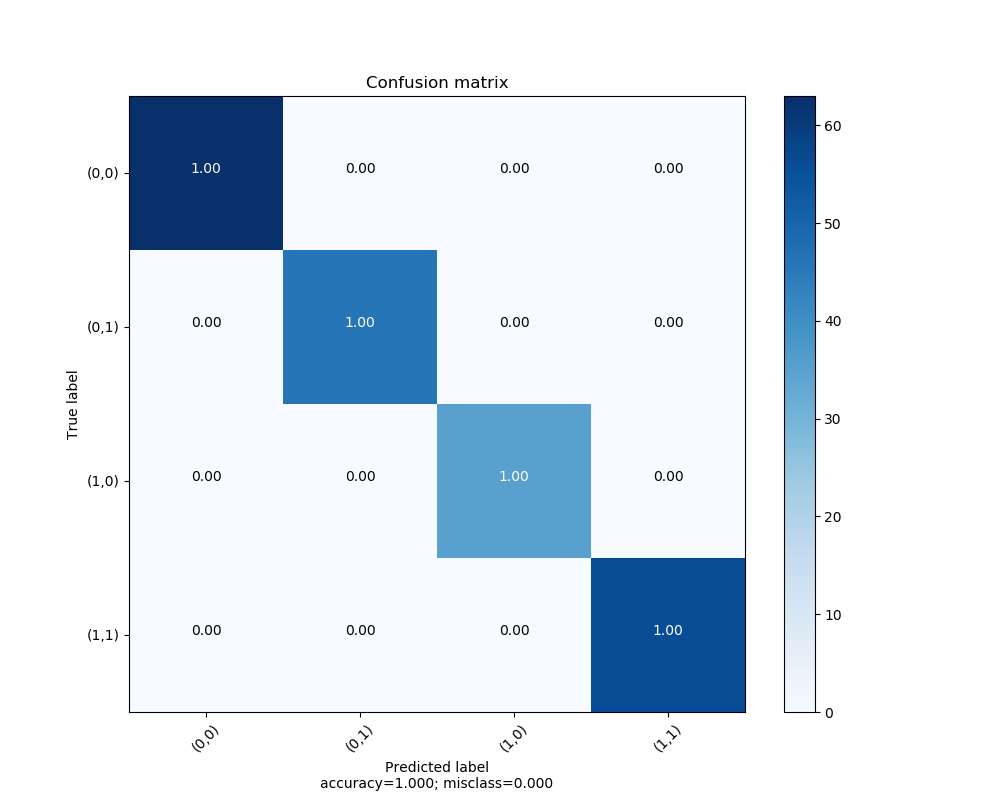 Confusion matrix
(0,0) 1.00 0.00 0.00 0.00
(0,1) 0.00 1.00 0.00 0.00
(1,0) 0.00 0.00 1.00 0.00
(1,1) 0.00 0.00 0.00 1.00
True label
(0,0) (0,1) (1,0) (1,1)
Predicted label
accuracy=1.000; misclass=0.000
60
50
40
30
20
10
0